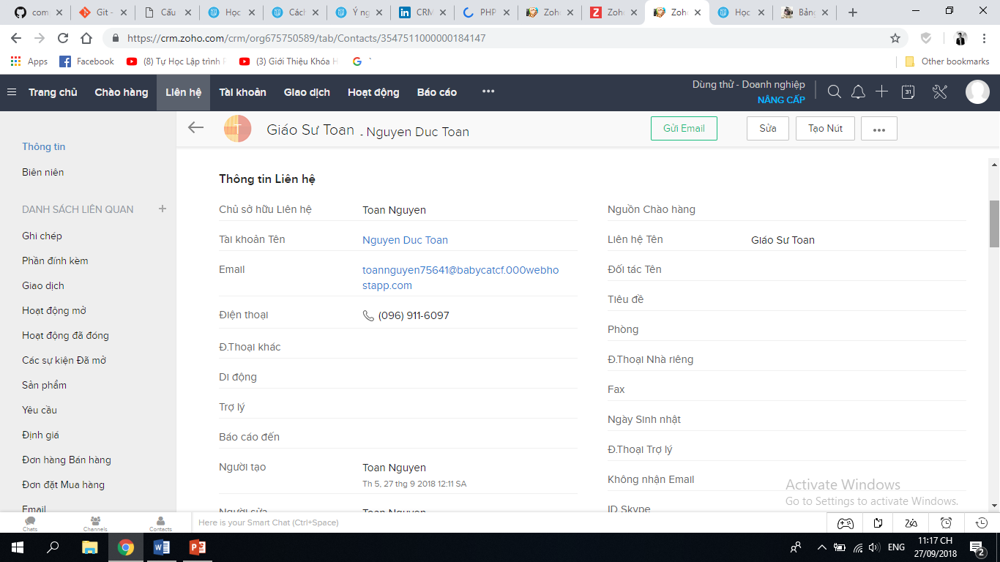 com
Git -
Cấu
Học
Cách
Ý ng
CRM
PHP
Zoho
Zoho
Zoho
Học
Bảng
https://crm.zoho.com/crm/org675750589/tab/Contacts/3547511000000184147
Apps
Facebook
(8) Tự Học Lập trình P
(3) Giới Thiệu Khóa H
Other bookmarks
Trang chủ
Chào hàng
Liên hệ
Tài khoản
Giao dịch
Hoạt động
Báo cáo
Dùng thử - Doanh nghiệp
NÂNG CẤP
31
T
Giáo Sư Toan - Nguyen Duc Toan
Gửi Email
Sửa
Tạo Nút
Thông tin
Biên niên
DANH SÁCH LIÊN QUAN
Ghi chép
Phần đính kèm
Giao dịch
Hoạt động mở
Hoạt động đã đóng
Các sự kiện Đã mở
Sản phẩm
Yêu cầu
Định giá
Đơn hàng Bán hàng
Đơn đặt Mua hàng
Email
Thông tin Liên hệ
Chủ sở hữu Liên hệ Toan Nguyen
Tài khoản Tên Nguyen Duc Toan
Email toannguyen75641@babycatcf.000webho
stapp.com
Điện thoại (096) 911-6097
Đ.Thoại khác
Di động
Trợ lý
Báo cáo đến
Người tạo Toan Nguyen
Th 5, 27 thg 9 2018 12:11 SA
Người sửa Toan Nguyen
Nguồn Chào hàng
Liên hệ Tên Giáo Sư Toan
Đối tác Tên
Tiêu đề
Phòng
Đ.Thoại Nhà riêng
Fax
Ngày Sinh nhật
Đ.Thoại Trợ lý
Không nhận Email
ID Skype
Activate Windows
Go to Settings to activate Windows.
Chats
Channels
Contacts
Here is your Smart Chat (Ctrl+Space)
ENG
11:17 CH
27/09/2018
2